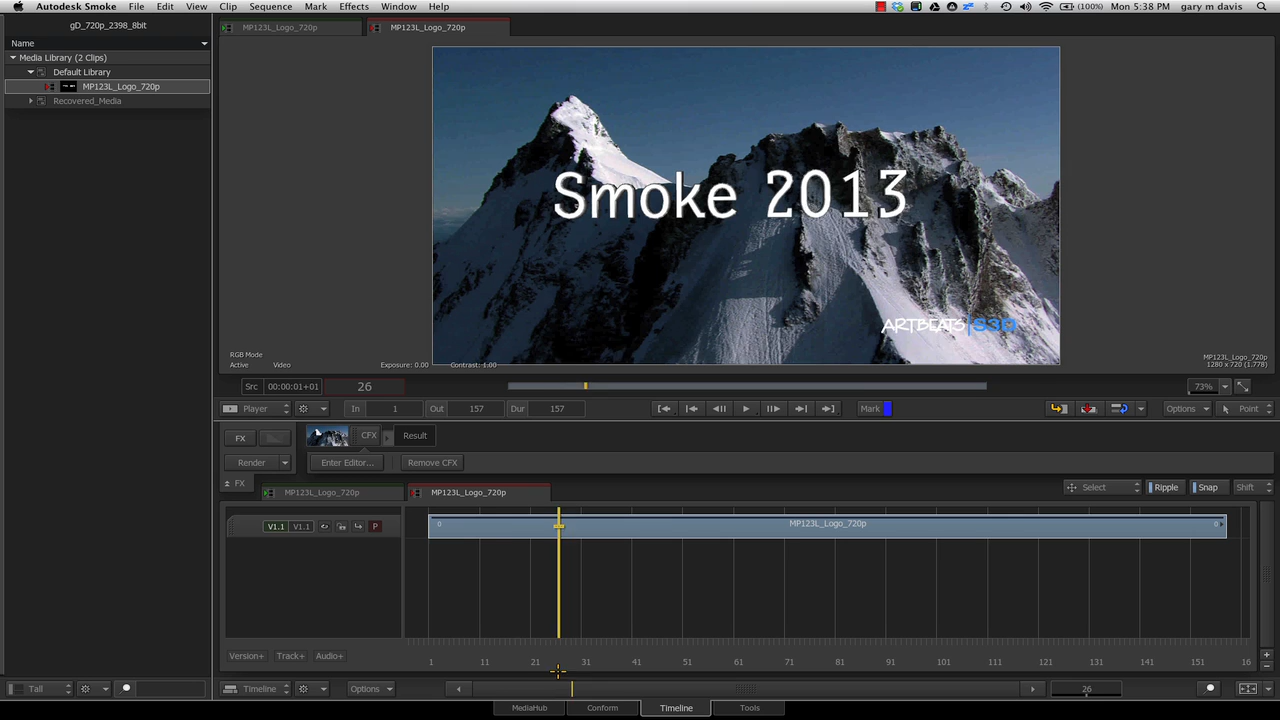 Autodesk Smoke File Edit View Clip Sequence Mark Effects Window Help
(100%) Mon 5:38 PM gary m davis
gD_720p_2398_8bit
MP123L_Logo_720p MP123L_Logo_720p
Name
Media Library (2 Clips)
Default Library
MP123L_Logo_720p
Recovered_Media
Smoke 2013
ARTBEATS|S3D
RGB Mode
Active Video Exposure: 0.00 Contrast: 1.00
MP123L_Logo_720p
1280 x 720 (1.778)
Src 00:00:01+01 26 73%
Player In 1 Out 157 Dur 157 Mark Options Point
FX CFX Result
Render Enter Editor... Remove CFX
FX
MP123L_Logo_720p MP123L_Logo_720p Select Ripple Snap Shift
V1.1 V1.1 P 0 MP123L_Logo_720p 0
Version+ Track+ Audio+
1 11 21 31 41 51 61 71 81 91 101 111 121 131 141 151 16
Tall Timeline Options 26
MediaHub Conform Timeline Tools